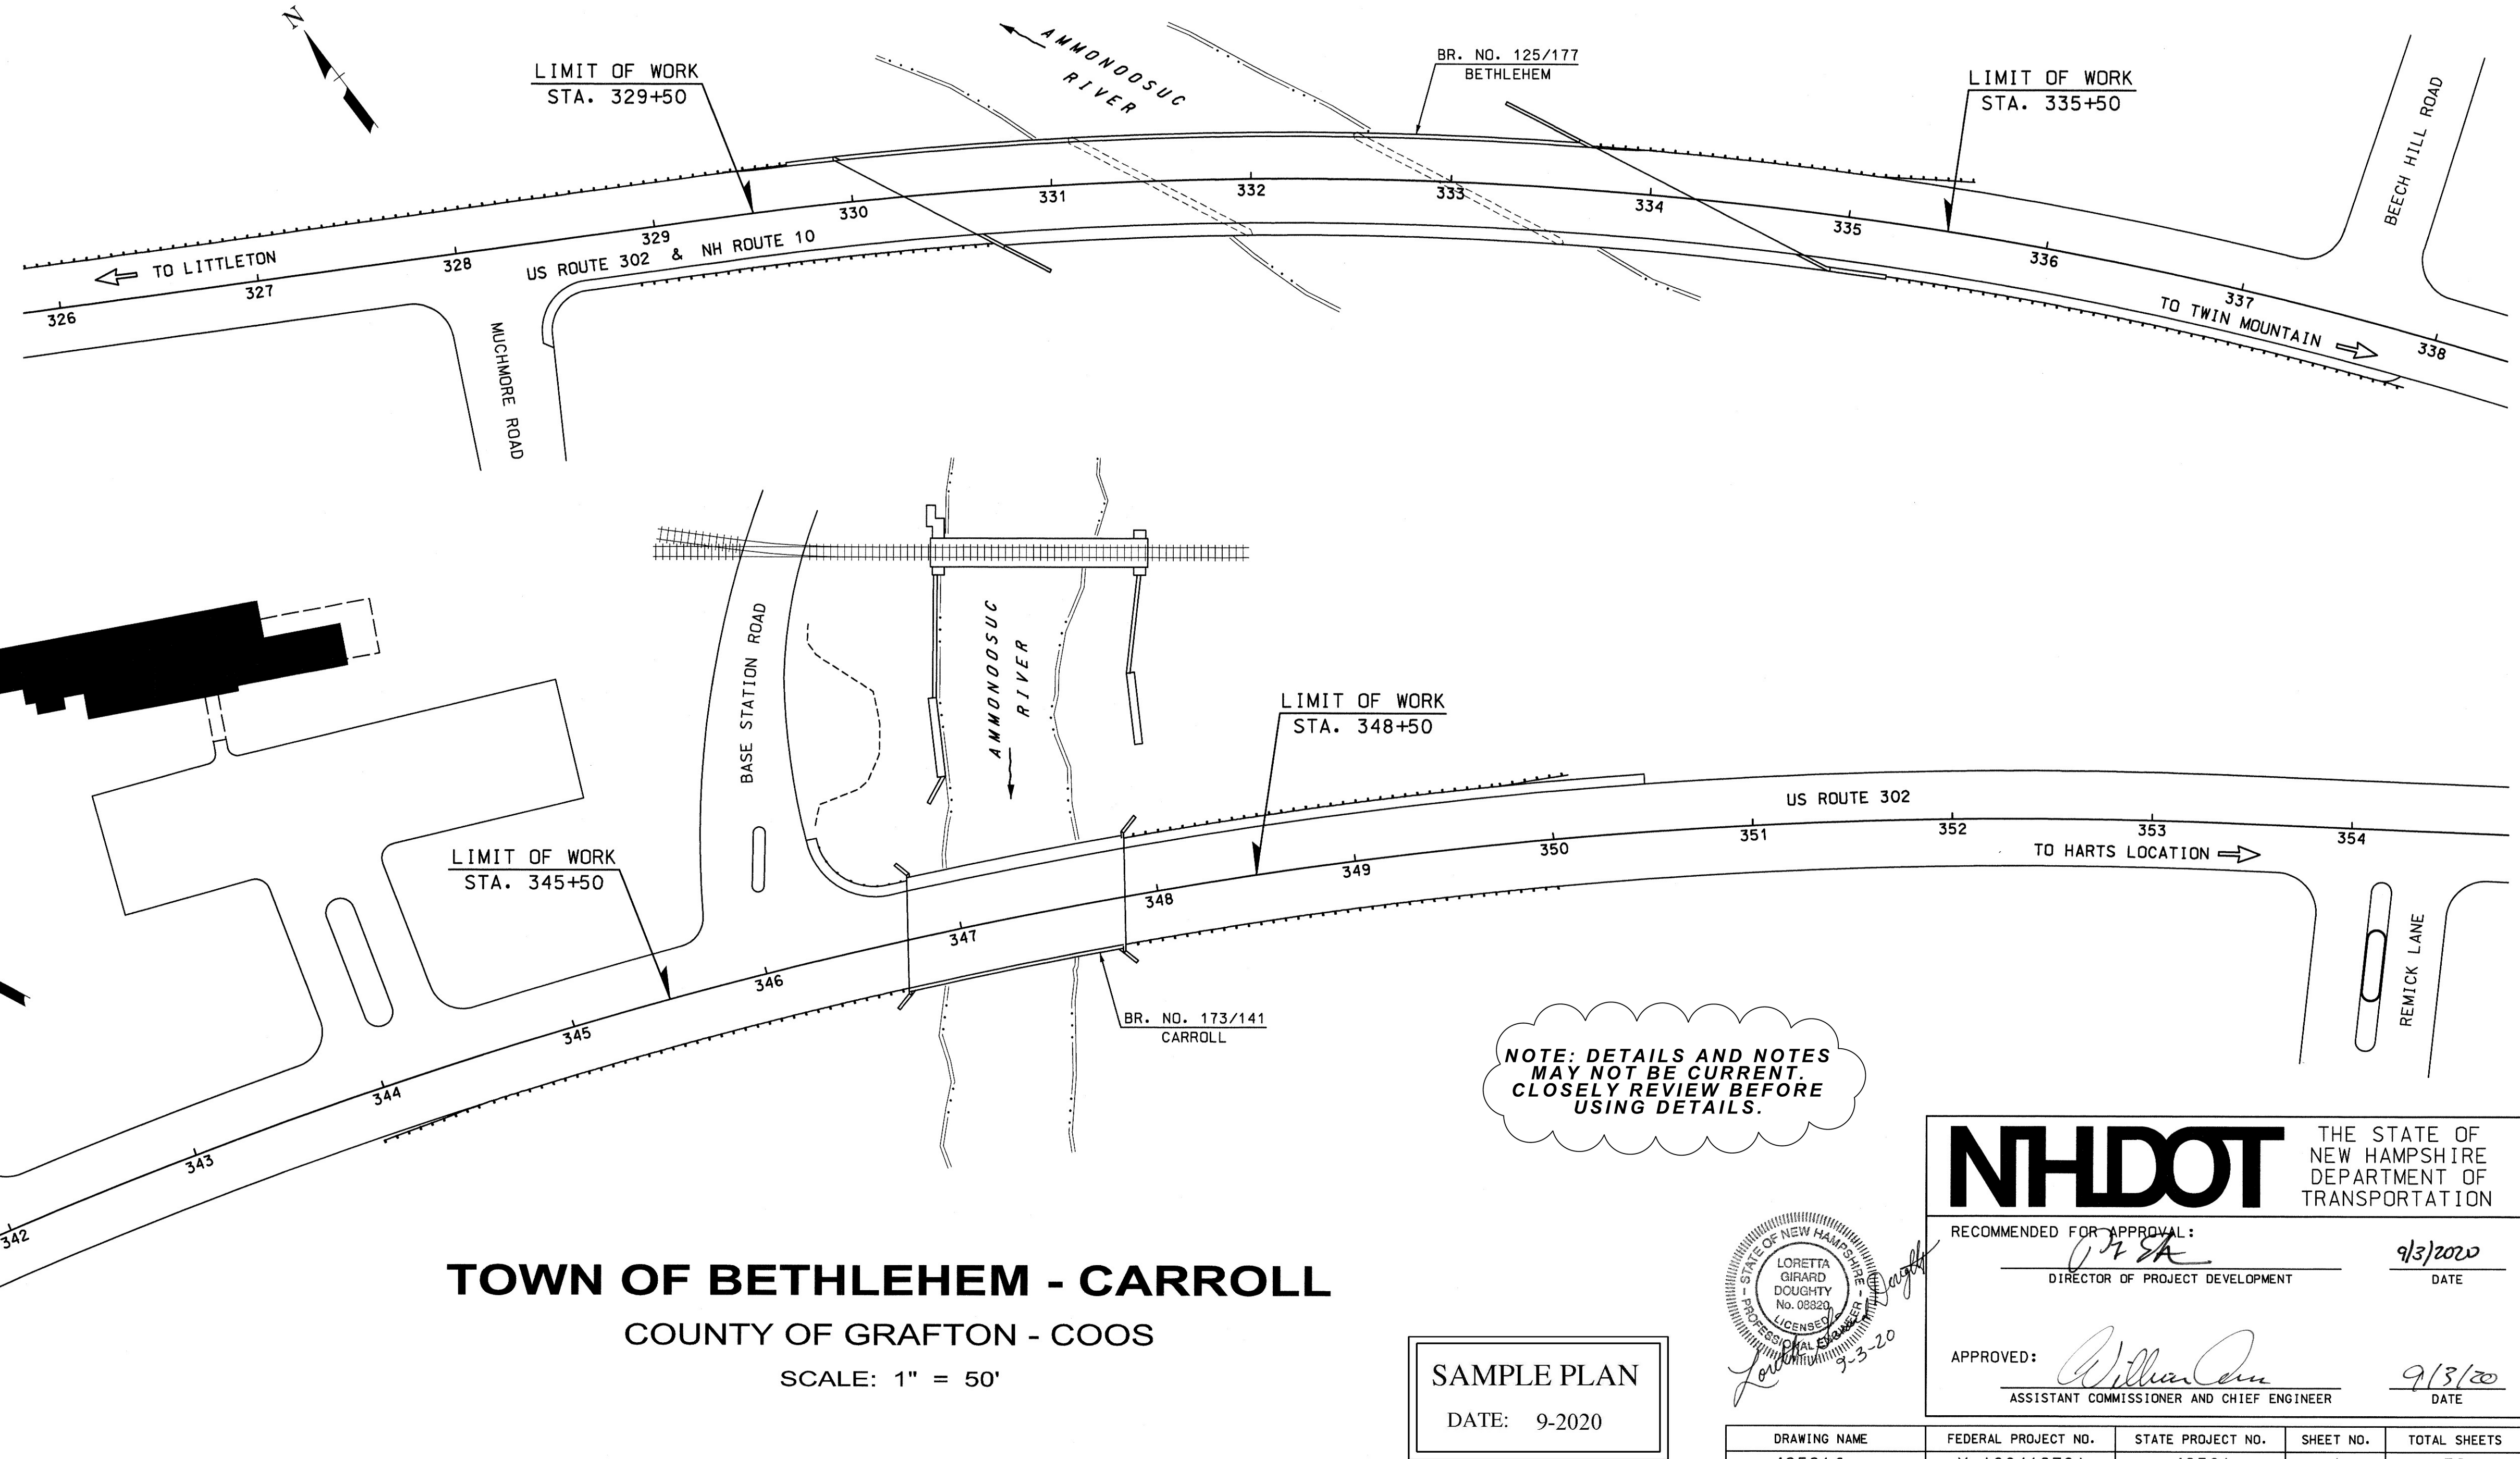 N
LIMIT OF WORK
STA. 329+50
AMMONOOSUC
RIVER
BR. NO. 125/177
BETHLEHEM
LIMIT OF WORK
STA. 335+50
BEECH HILL ROAD
326
327
328
329
330
331
332
333
334
335
336
337
338
TO LITTLETON
US ROUTE 302 & NH ROUTE 10
TO TWIN MOUNTAIN
MUCHMORE ROAD
BASE STATION ROAD
AMMONOOSUC
RIVER
LIMIT OF WORK
STA. 348+50
LIMIT OF WORK
STA. 345+50
US ROUTE 302
TO HARTS LOCATION
342
343
344
345
346
347
348
349
350
351
352
353
354
BR. NO. 173/141
CARROLL
REMICK LANE
NOTE: DETAILS AND NOTES
MAY NOT BE CURRENT.
CLOSELY REVIEW BEFORE
USING DETAILS.
TOWN OF BETHLEHEM - CARROLL
COUNTY OF GRAFTON - COOS
SCALE: 1" = 50'
SAMPLE PLAN
DATE: 9-2020
STATE OF NEW HAMPSHIRE
LORETTA
GIRARD
DOUGHTY
No. 08820
LICENSED
PROFESSIONAL ENGINEER
9-3-20
NHDOT
THE STATE OF
NEW HAMPSHIRE
DEPARTMENT OF
TRANSPORTATION
RECOMMENDED FOR APPROVAL:
9/3/2020
DIRECTOR OF PROJECT DEVELOPMENT
DATE
APPROVED:
9/3/20
ASSISTANT COMMISSIONER AND CHIEF ENGINEER
DATE
DRAWING NAME
FEDERAL PROJECT NO.
STATE PROJECT NO.
SHEET NO.
TOTAL SHEETS